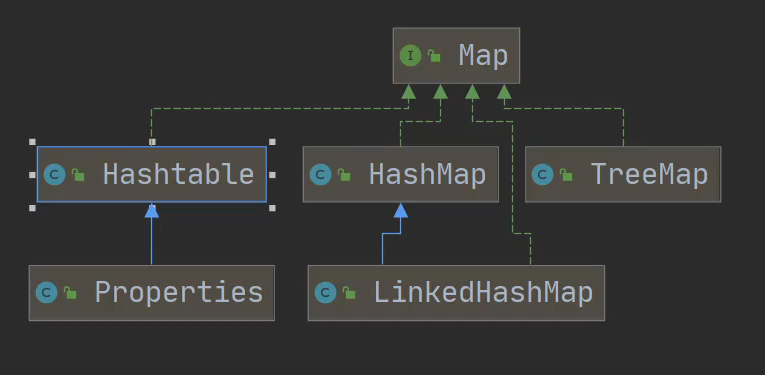 I Map
C Hashtable
C HashMap
C TreeMap
C Properties
C LinkedHashMap